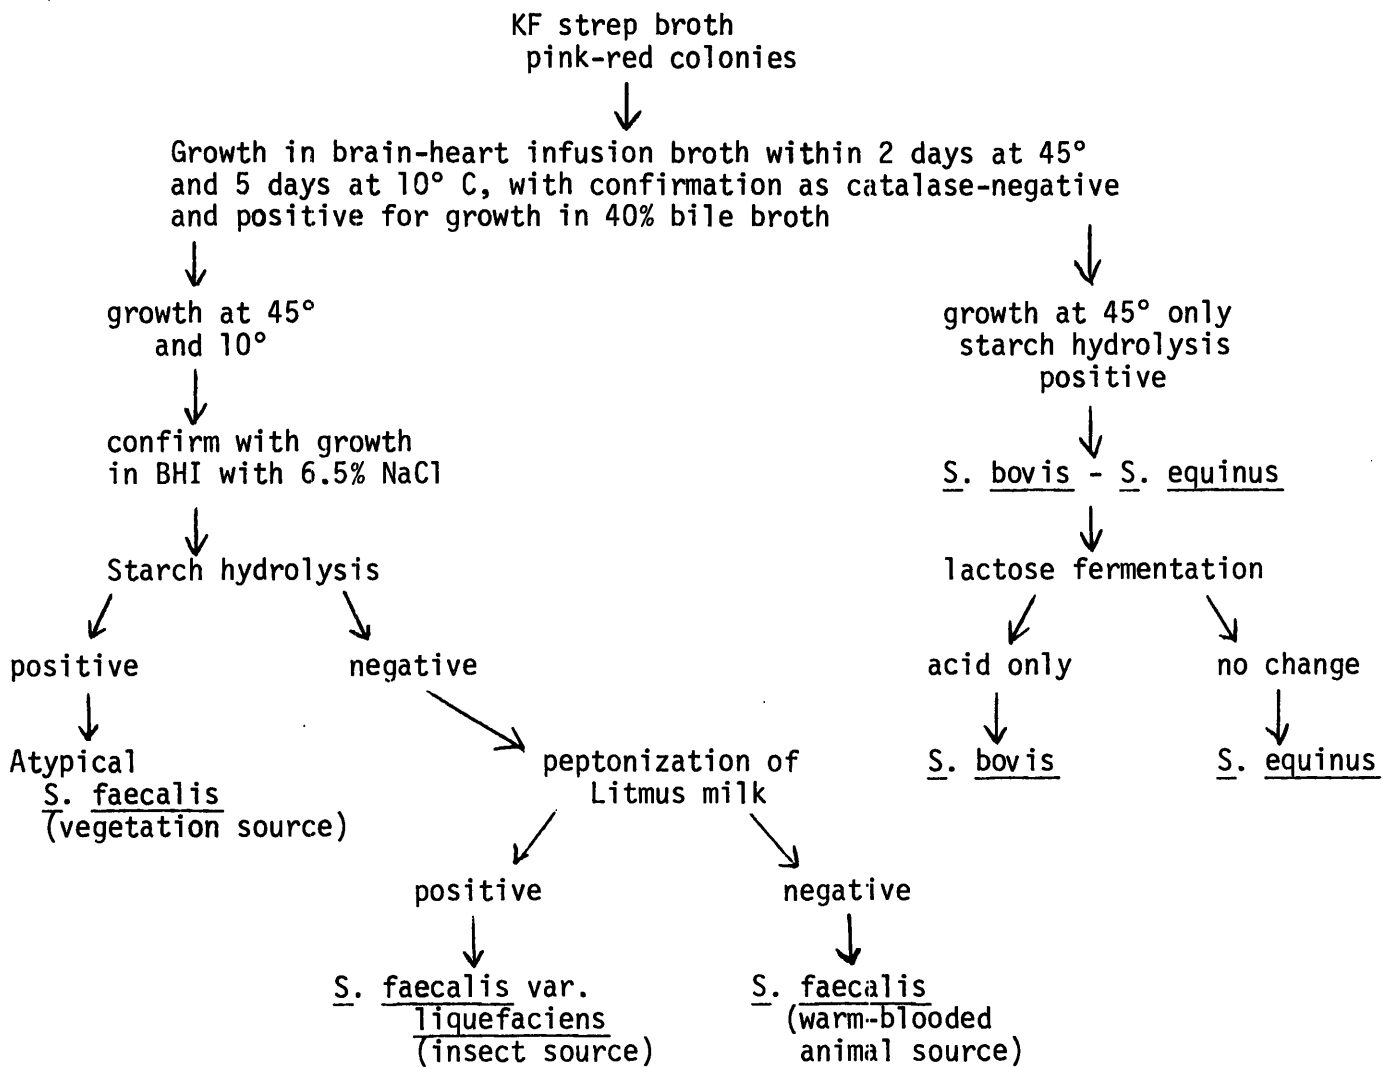 KF strep broth
pink-red colonies
Growth in brain-heart infusion broth within 2 days at 45°
and 5 days at 10° C, with confirmation as catalase-negative
and positive for growth in 40% bile broth
growth at 45°
and 10°
confirm with growth
in BHI with 6.5% NaCl
Starch hydrolysis
positive
negative
Atypical
S. faecalis
(vegetation source)
peptonization of
Litmus milk
positive
negative
S. faecalis var.
liquefaciens
(insect source)
S. faecalis
(warm-blooded
animal source)
growth at 45° only
starch hydrolysis
positive
S. bovis - S. equinus
lactose fermentation
acid only
no change
S. bovis
S. equinus